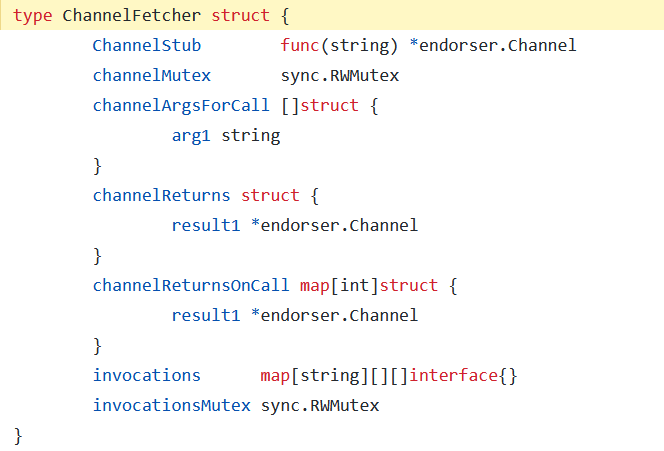 type ChannelFetcher struct {
        ChannelStub        func(string) *endorser.Channel
        channelMutex       sync.RWMutex
        channelArgsForCall []struct {
                arg1 string
        }
        channelReturns struct {
                result1 *endorser.Channel
        }
        channelReturnsOnCall map[int]struct {
                result1 *endorser.Channel
        }
        invocations      map[string][][]interface{}
        invocationsMutex sync.RWMutex
}